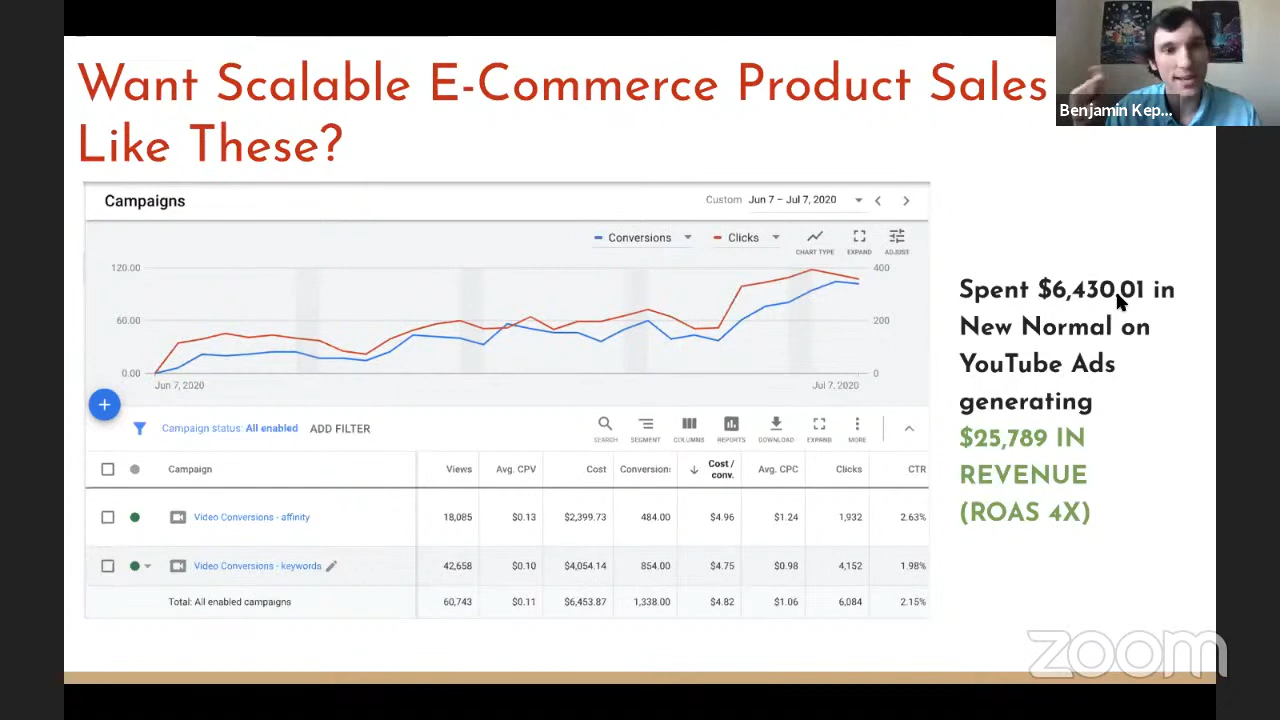 Want Scalable E-Commerce Product Sales
Like These?
Benjamin Kep...
Campaigns
Custom Jun 7 – Jul 7, 2020
Conversions Clicks
CHART TYPE EXPAND ADJUST
120.00 400
60.00 200
0.00 0
Jun 7, 2020 Jul 7, 2020
Spent $6,430.01 in
New Normal on
YouTube Ads
generating
$25,789 IN
REVENUE
(ROAS 4X)
Campaign status: All enabled ADD FILTER
SEARCH SEGMENT COLUMNS REPORTS DOWNLOAD EXPAND MORE
Campaign Views Avg. CPV Cost Conversions Cost / conv. Avg. CPC Clicks CTR
Video Conversions - affinity 18,085 $0.13 $2,399.73 484.00 $4.96 $1.24 1,932 2.63%
Video Conversions - keywords 42,658 $0.10 $4,054.14 854.00 $4.75 $0.98 4,152 1.98%
Total: All enabled campaigns 60,743 $0.11 $6,453.87 1,338.00 $4.82 $1.06 6,084 2.15%
zoom